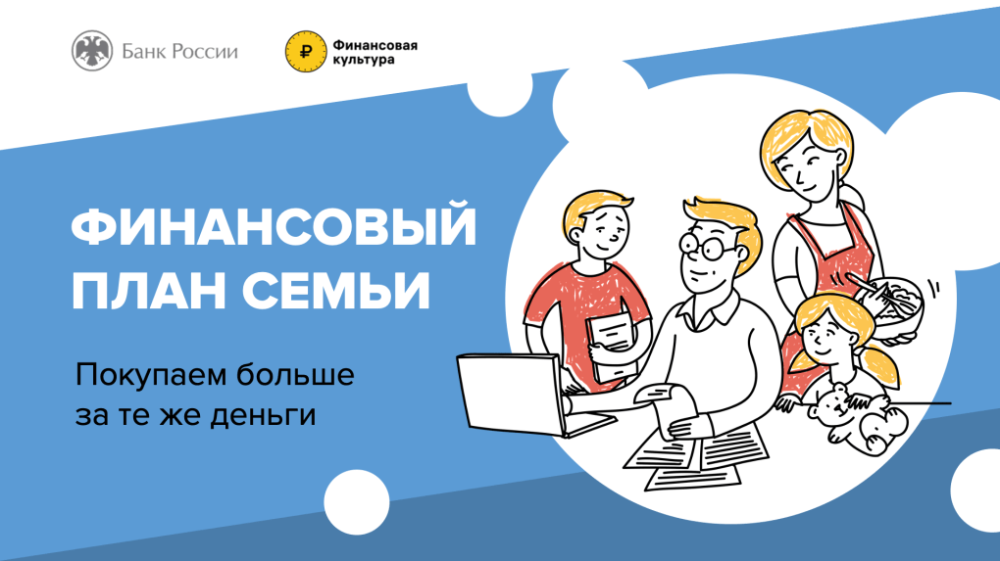 Банк России
Финансовая
культура
₽
ФИНАНСОВЫЙ
ПЛАН СЕМЬИ
Покупаем больше
за те же деньги